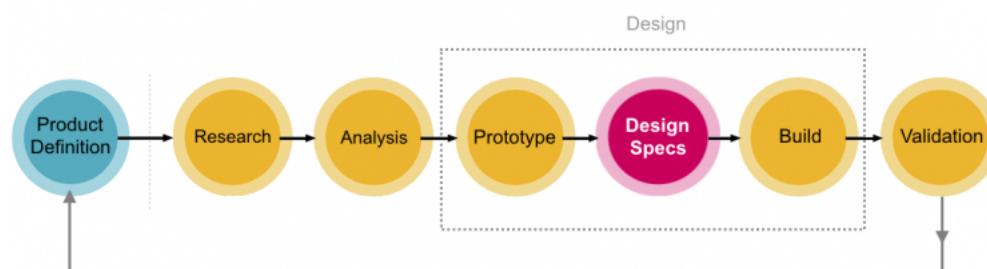 Design
Product
Definition
Research
Analysis
Prototype
Design
Specs
Build
Validation